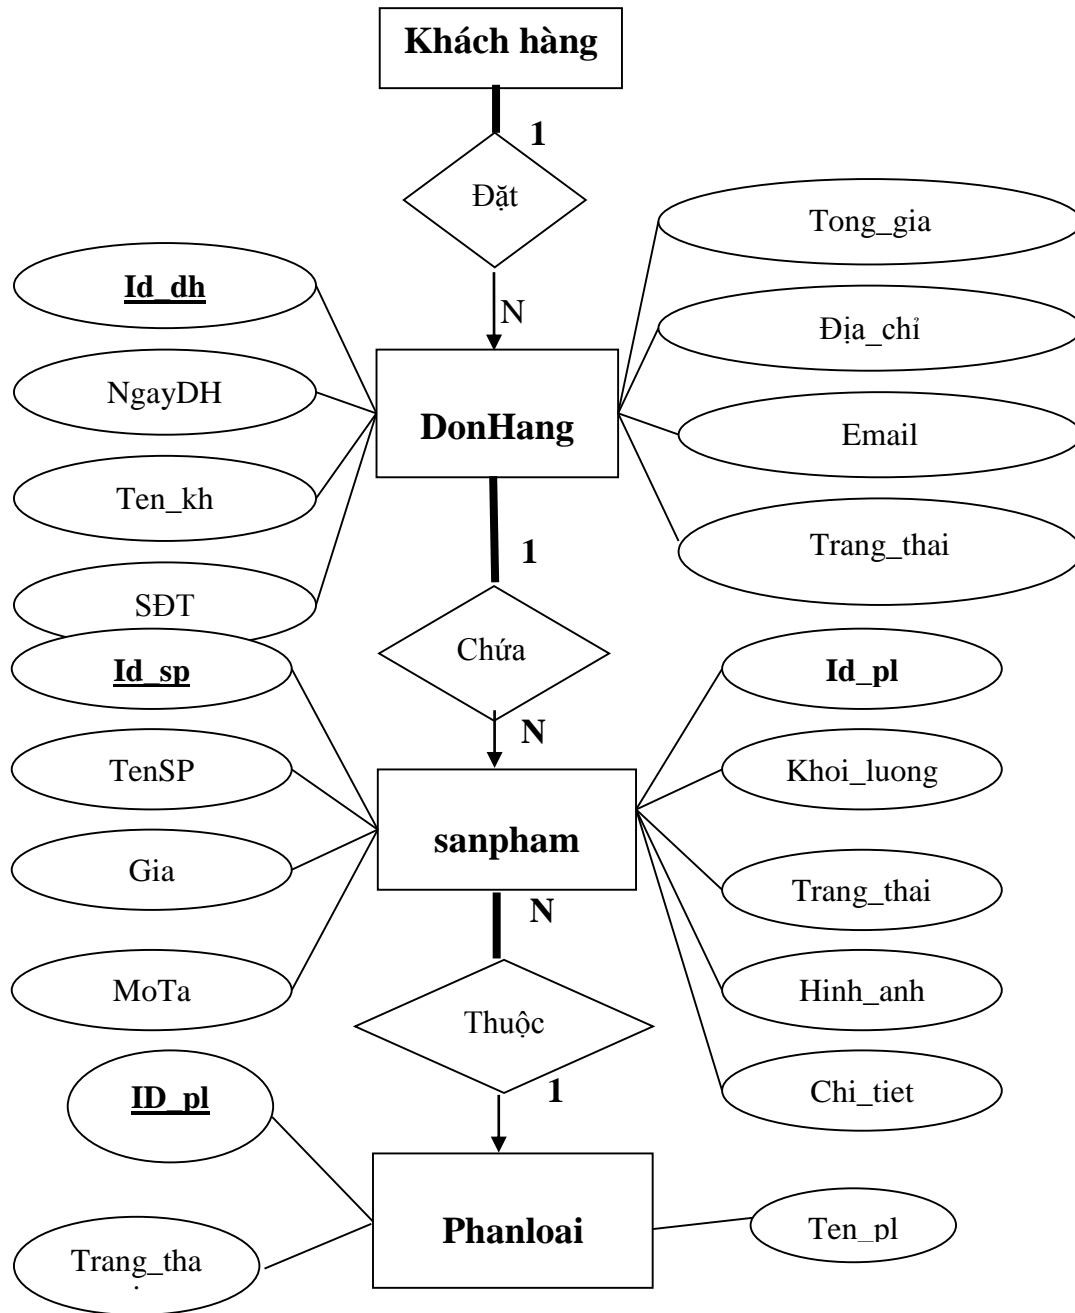 Khách hàng
1
Đặt
N
Tong_gia
Id_dh
Địa_chỉ
NgayDH
DonHang
Email
Ten_kh
1
Trang_thai
SĐT
Chứa
Id_sp
Id_pl
N
TenSP
Khoi_luong
sanpham
Gia
Trang_thai
N
MoTa
Hinh_anh
Thuộc
ID_pl
1
Chi_tiet
Phanloai
Ten_pl
Trang_tha